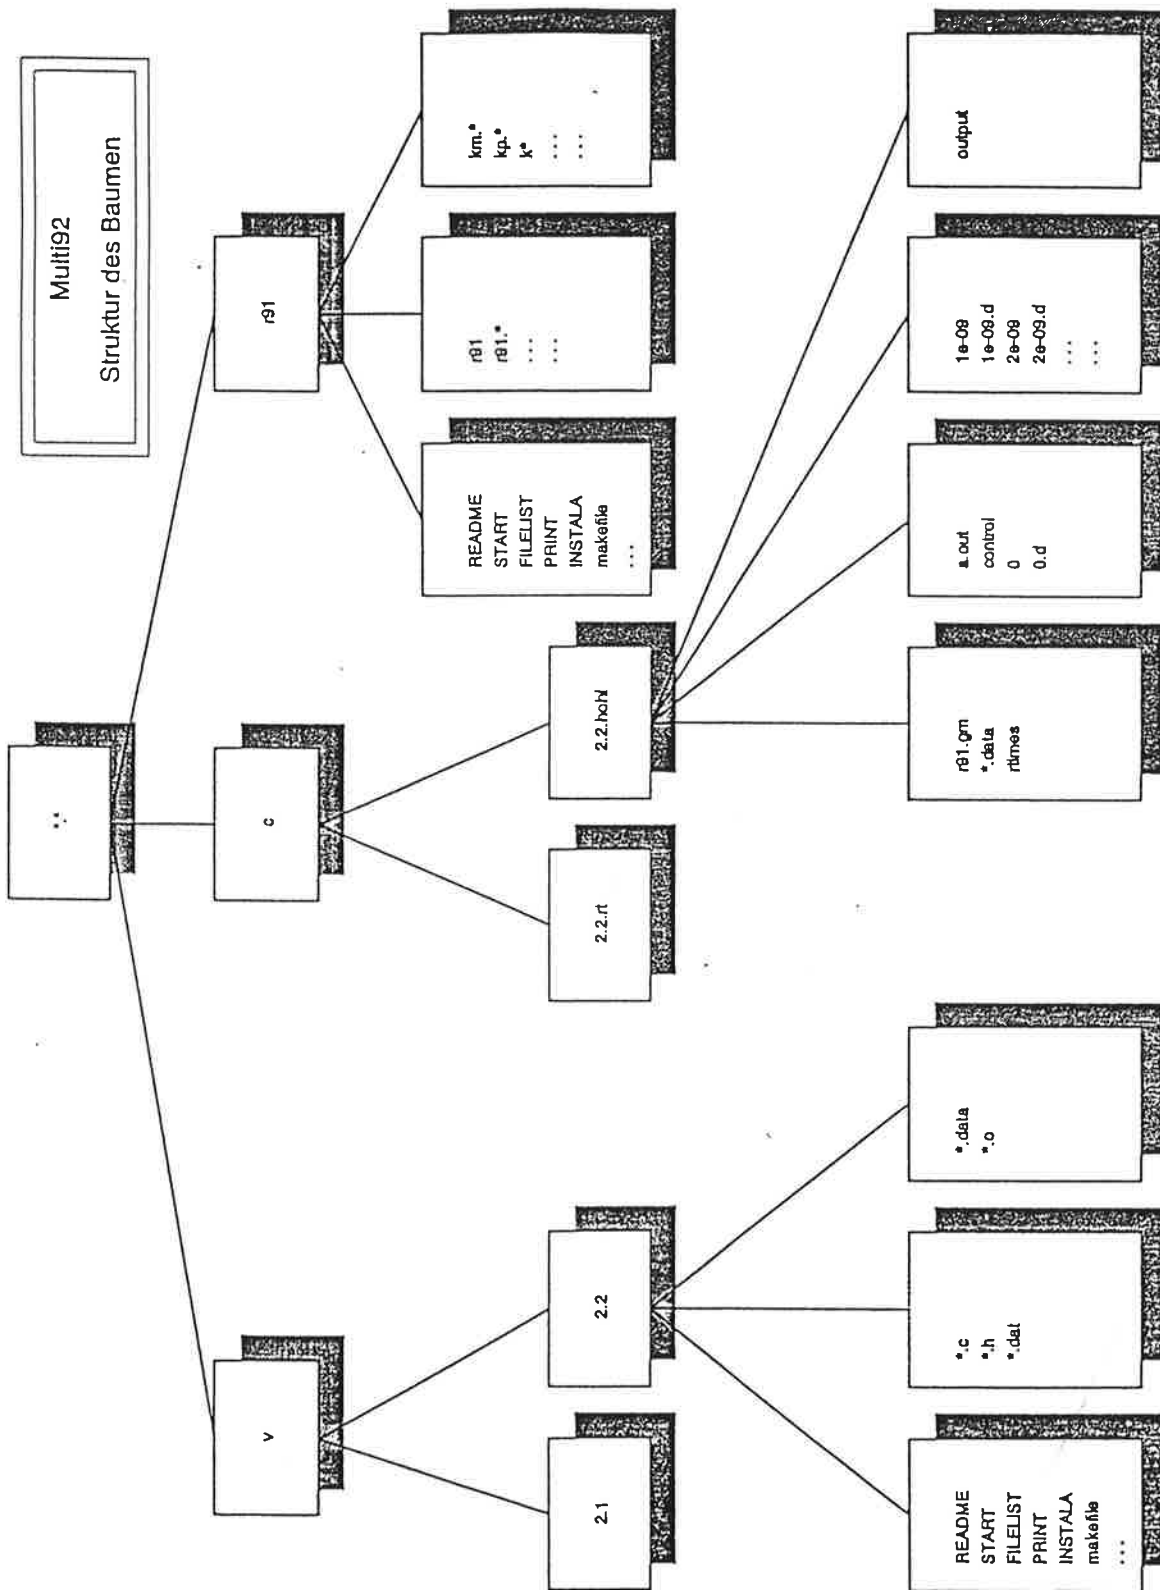 Multi92
Struktur des Baumen
v
c
r91
README
START
FILELIST
PRINT
INSTALA
makefile
...
r91
r91.*
...
...
km.*
kp.*
k*
...
...
2.1
2.2
2.2.rt
2.2.hohl
README
START
FILELIST
PRINT
INSTALA
makefile
...
*.c
*.h
*.dat
*.data
*.o
r91.gm
*.data
rtimes
a.out
control
0
0.d
1e-09
1e-09.d
2e-09
2e-09.d
...
...
output